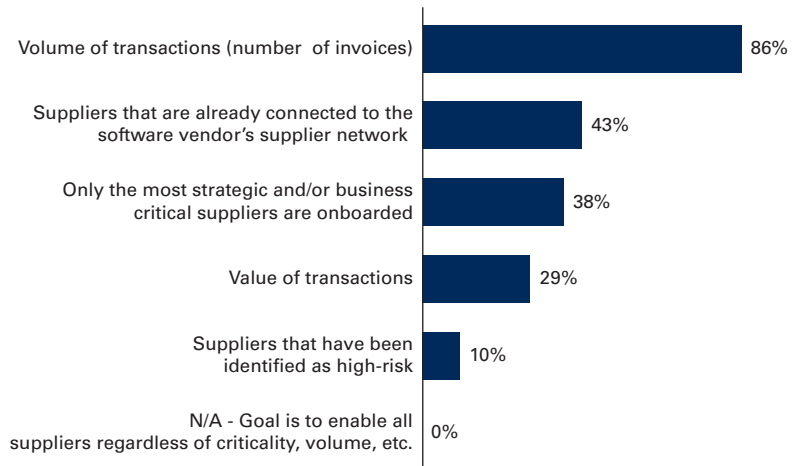 Volume of transactions (number of invoices)
86%
Suppliers that are already connected to the
software vendor's supplier network
43%
Only the most strategic and/or business
critical suppliers are onboarded
38%
Value of transactions
29%
Suppliers that have been
identified as high-risk
10%
N/A - Goal is to enable all
suppliers regardless of criticality, volume, etc.
0%